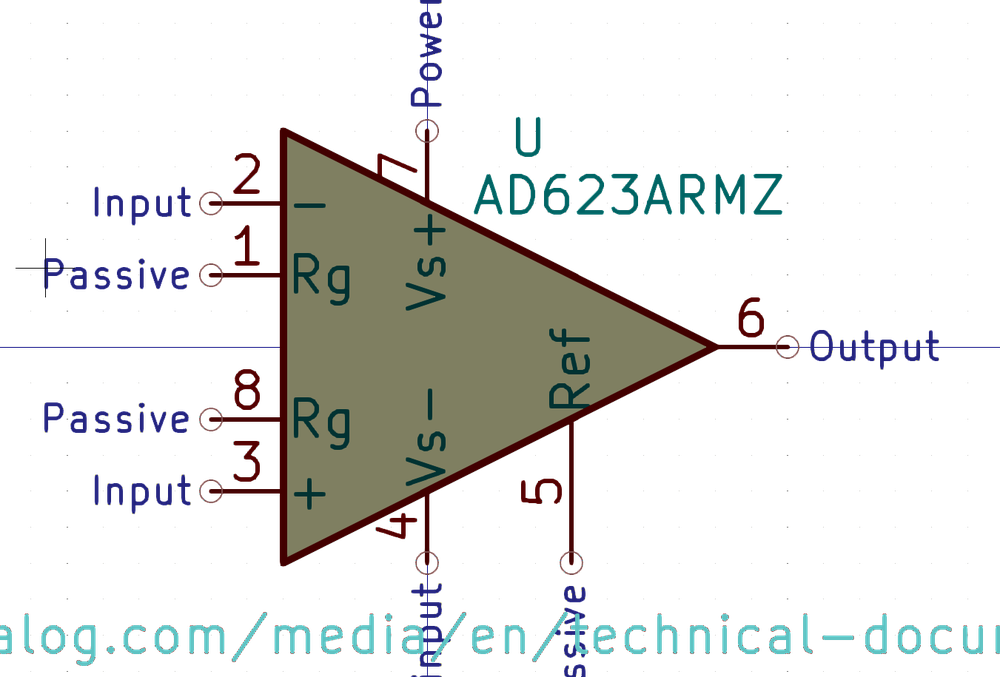 Power
U
7
AD623ARMZ
Input 2 −
Vs+
Passive 1 Rg
6 Output
Ref
Passive 8 Rg
Vs−
Input 3 +
5
4
input
ssive
alog.com/media/en/technical-docu